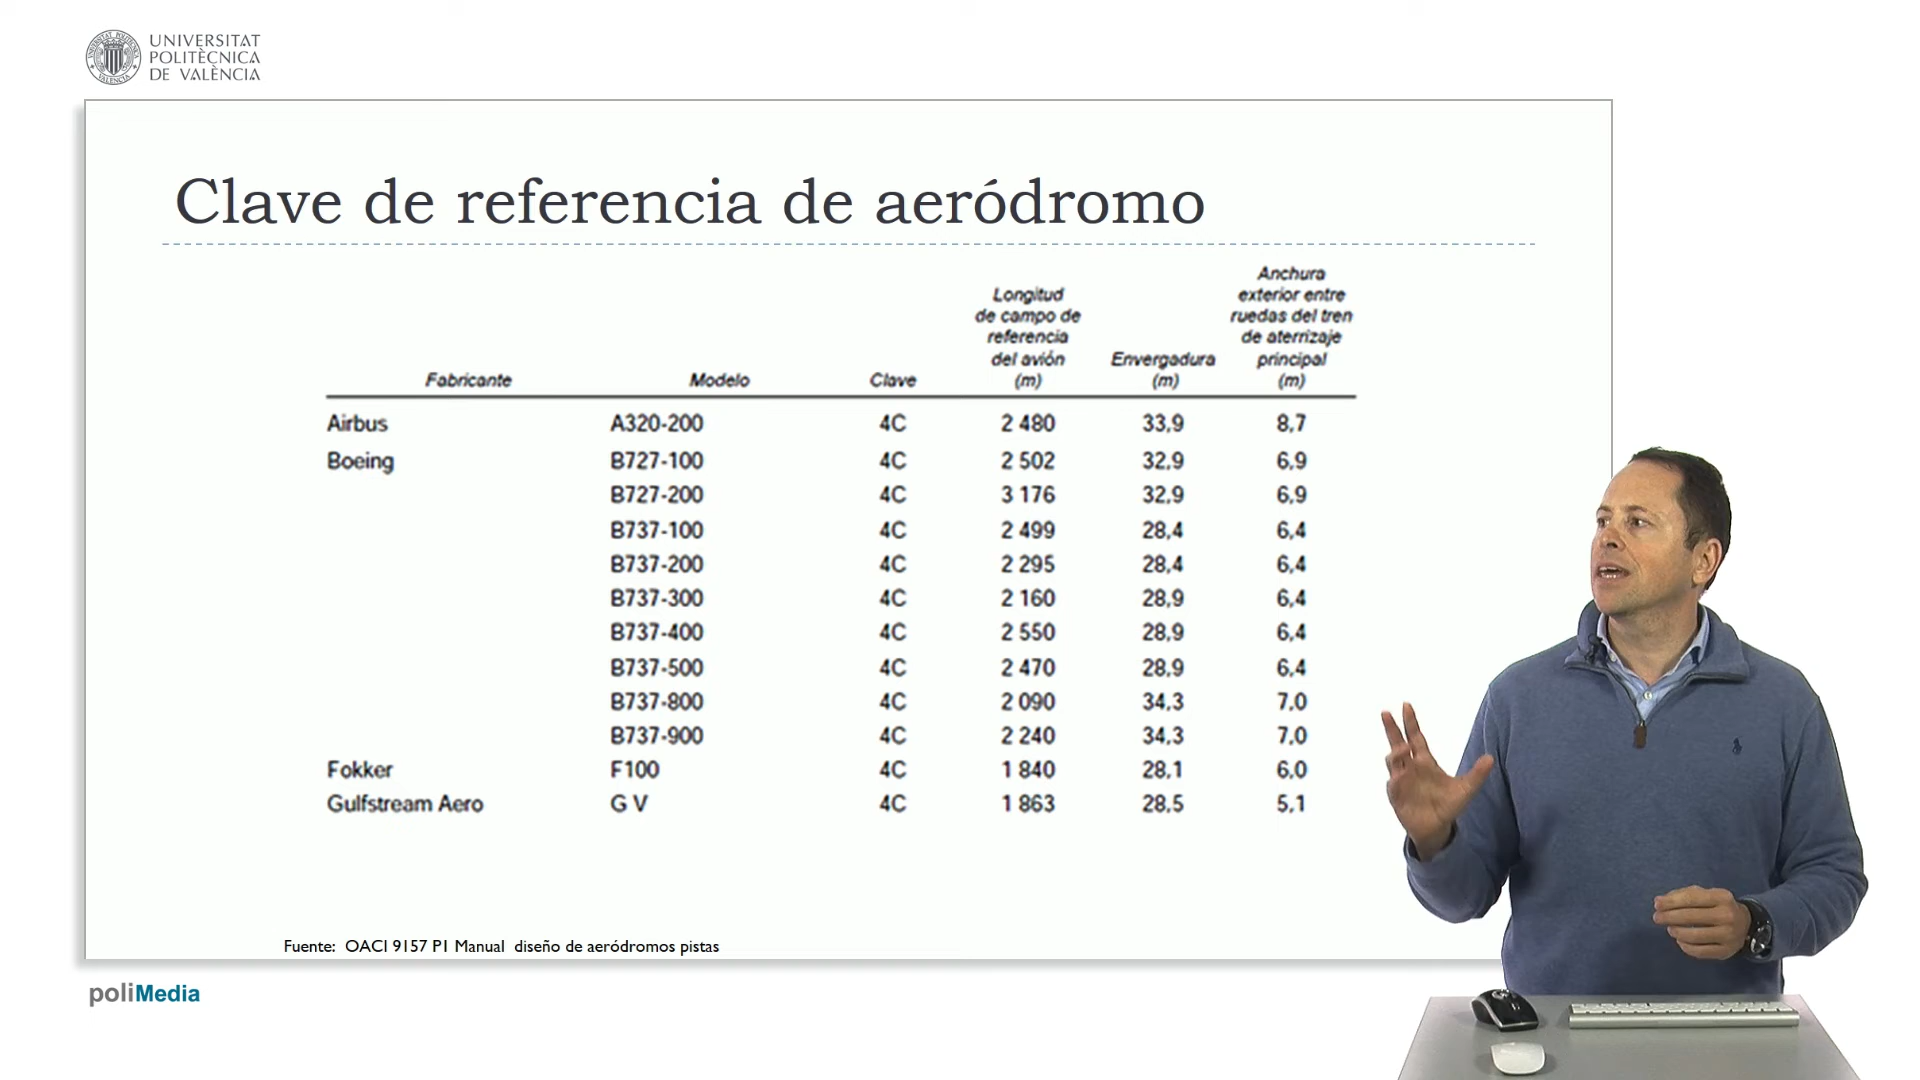 UNIVERSITAT
POLITÈCNICA
DE VALÈNCIA
Clave de referencia de aeródromo
Fabricante Modelo Clave Longitud de campo de referencia del avión (m) Envergadura (m) Anchura exterior entre ruedas del tren de aterrizaje principal (m)
Airbus A320-200 4C 2 480 33,9 8,7
Boeing B727-100 4C 2 502 32,9 6,9
B727-200 4C 3 176 32,9 6,9
B737-100 4C 2 499 28,4 6,4
B737-200 4C 2 295 28,4 6,4
B737-300 4C 2 160 28,9 6,4
B737-400 4C 2 550 28,9 6,4
B737-500 4C 2 470 28,9 6,4
B737-800 4C 2 090 34,3 7,0
B737-900 4C 2 240 34,3 7,0
Fokker F100 4C 1 840 28,1 6,0
Gulfstream Aero G V 4C 1 863 28,5 5,1
Fuente: OACI 9157 P1 Manual diseño de aeródromos pistas
poliMedia